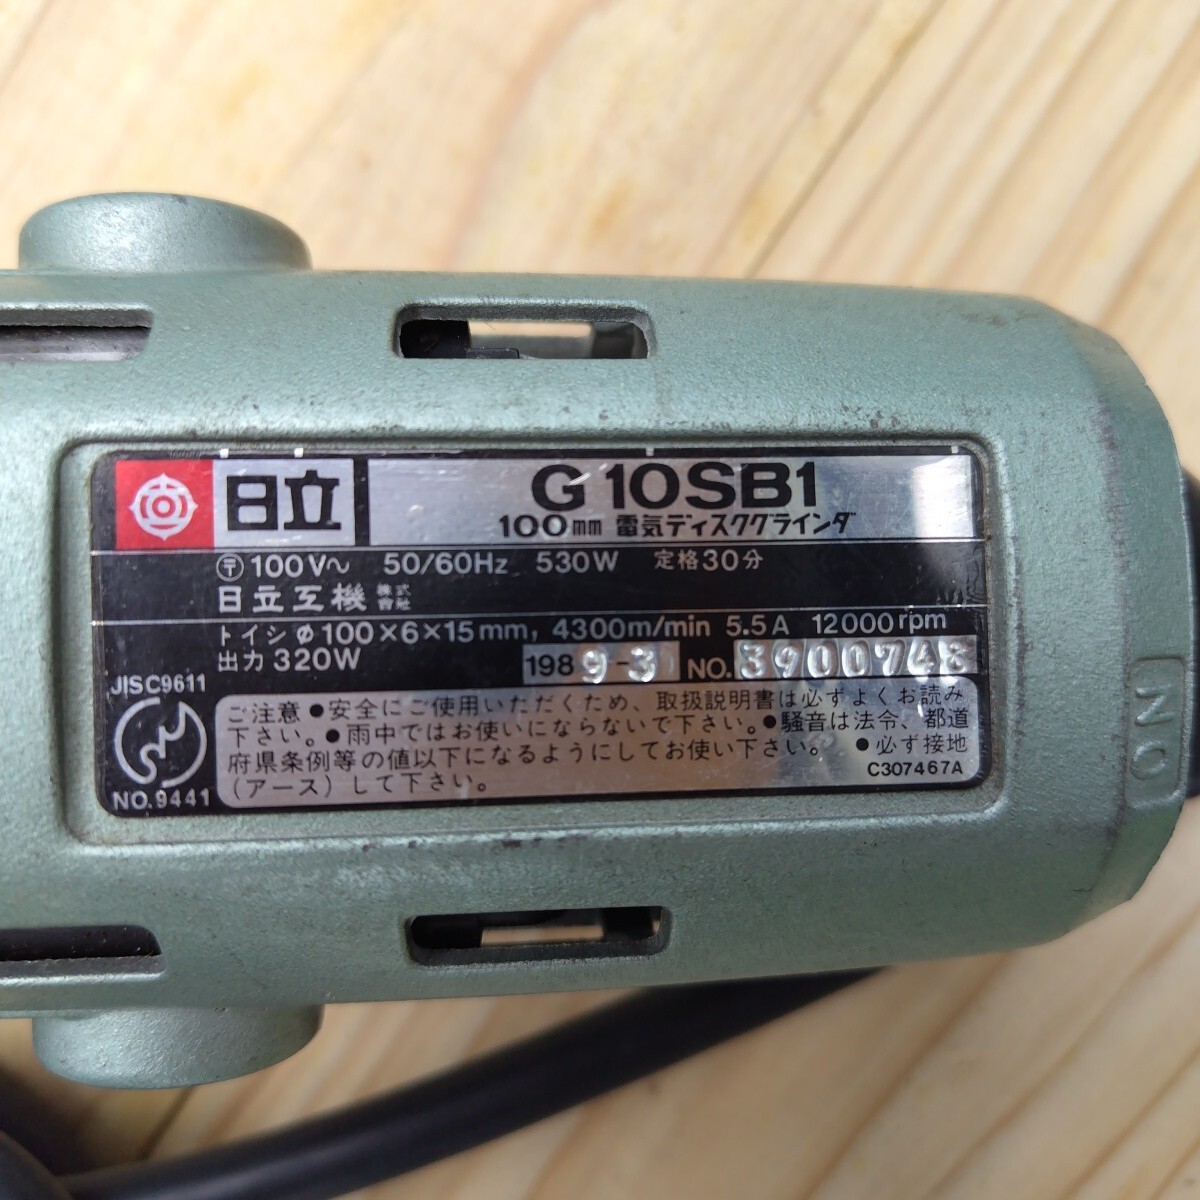 日立
G10SB1
100mm 電気ディスクグラインダ
〒 100V～ 50/60Hz 530W 定格30分
日立工機 株式会社
トイシ φ100×6×15mm, 4300m/min 5.5A 12000rpm
出力 320W
1989-3 NO.
JIS C9611
NO.9441
ご注意 ●安全にご使用いただくため、取扱説明書は必ずよくお読み
下さい。●雨中ではお使いにならないで下さい。●騒音は法令、都道
府県条例等の値以下になるようにしてお使い下さい。 ●必ず接地
(アース)して下さい。
C307467A
ON